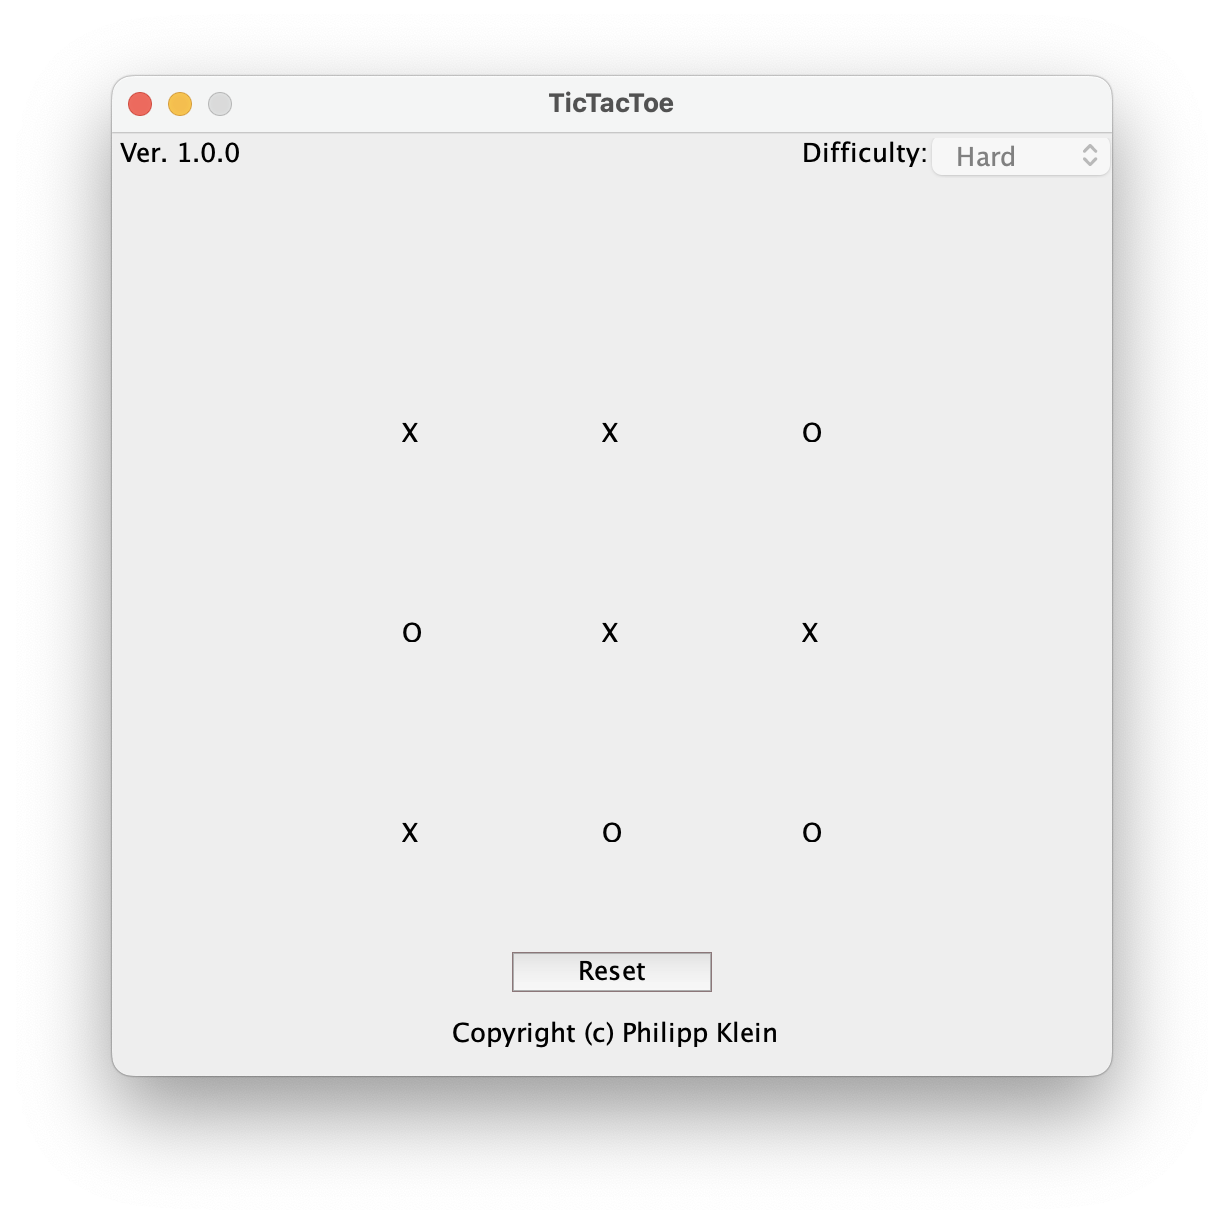 TicTacToe
Ver. 1.0.0 Difficulty: Hard
X X O
O X X
X O O
Reset
Copyright (c) Philipp Klein